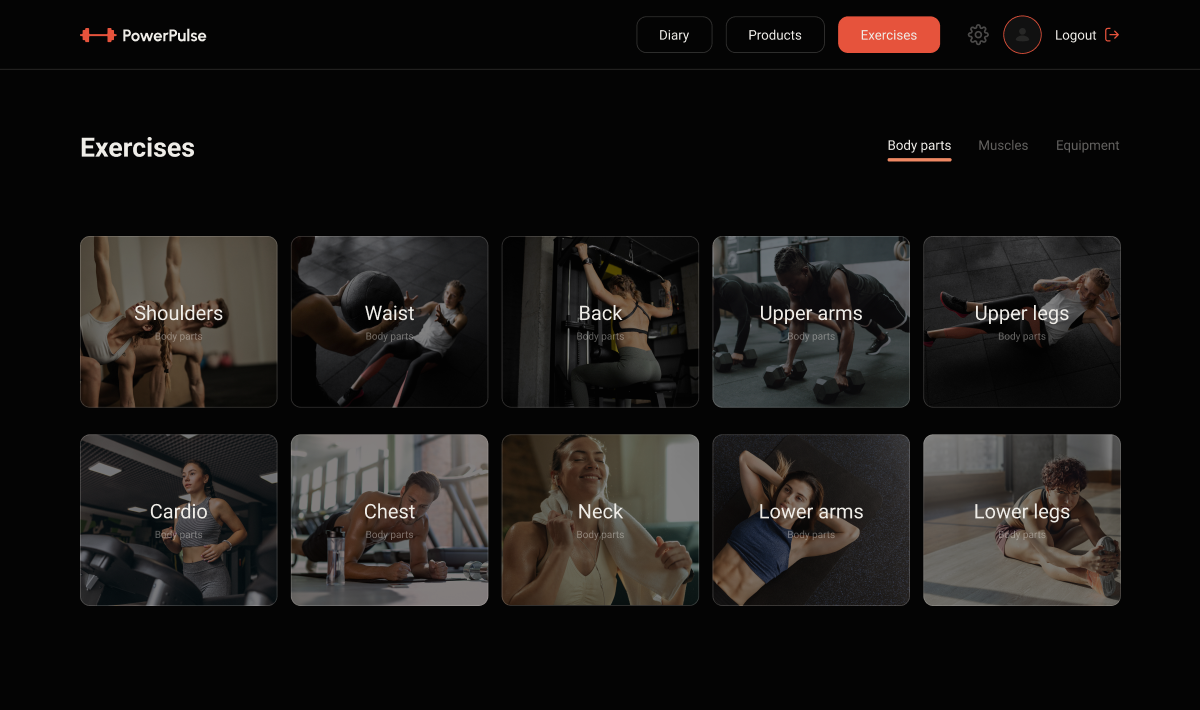 PowerPulse
Diary
Products
Exercises
Logout
Exercises
Body parts
Muscles
Equipment
Shoulders
Body parts
Waist
Body parts
Back
Body parts
Upper arms
Body parts
Upper legs
Body parts
Cardio
Body parts
Chest
Body parts
Neck
Body parts
Lower arms
Body parts
Lower legs
Body parts